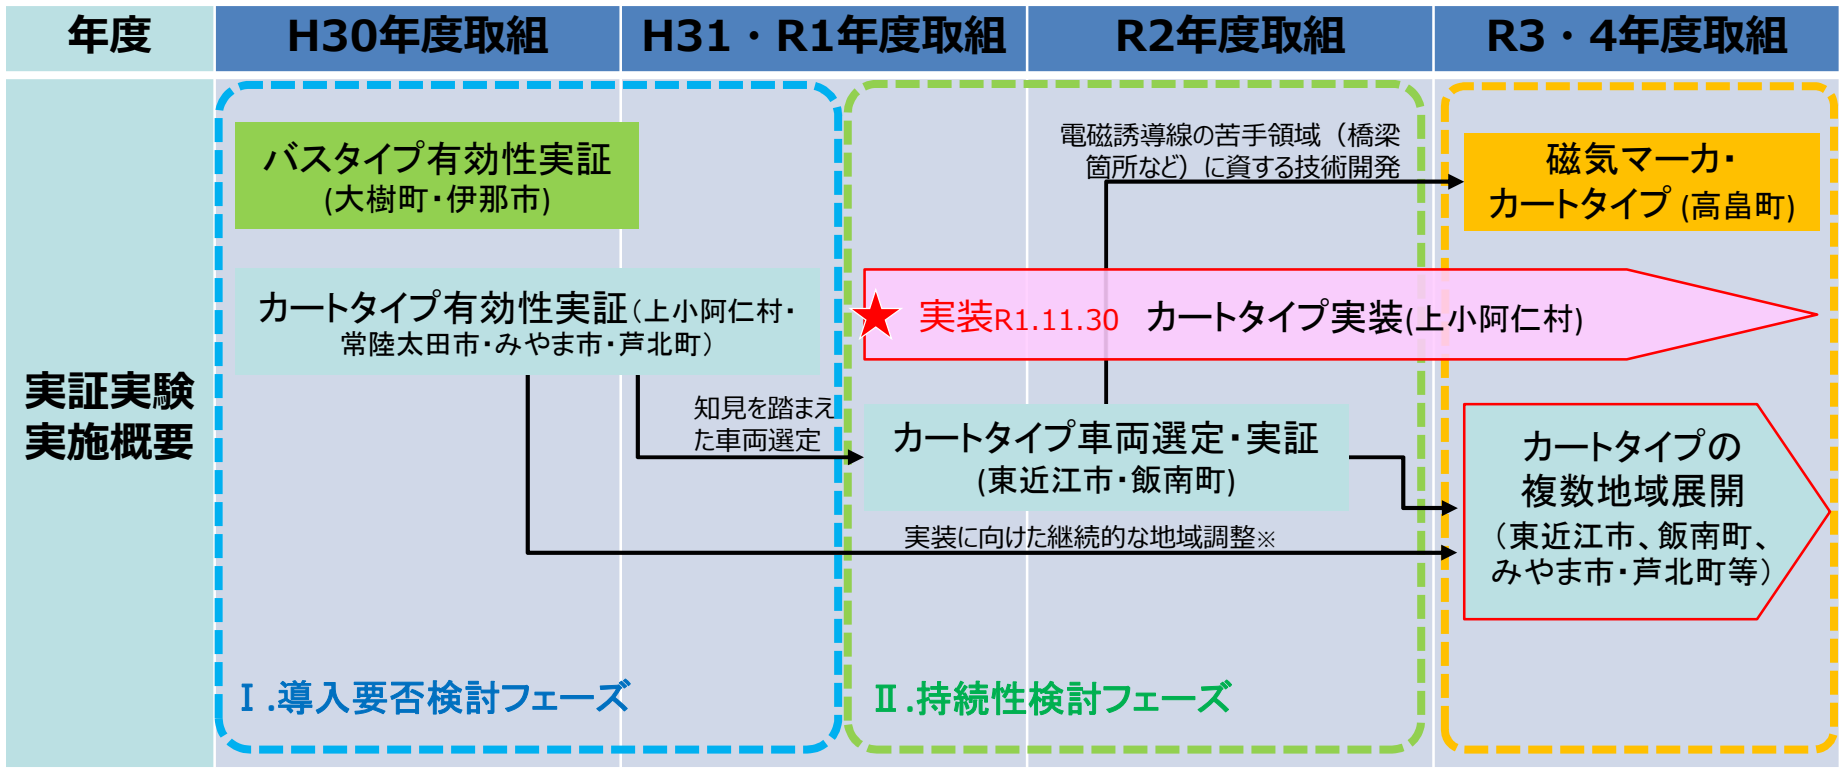 年度
H30年度取組
H31・R1年度取組
R2年度取組
R3・4年度取組
実証実験
実施概要
バスタイプ有効性実証
(大樹町・伊那市)
カートタイプ有効性実証(上小阿仁村・
常陸太田市・みやま市・芦北町)
知見を踏まえ
た車両選定
電磁誘導線の苦手領域（橋梁
箇所など）に資する技術開発
磁気マーカ・
カートタイプ (高畠町)
★ 実装R1.11.30 カートタイプ実装(上小阿仁村)
カートタイプ車両選定・実証
(東近江市・飯南町)
実装に向けた継続的な地域調整※
カートタイプの
複数地域展開
（東近江市、飯南町、
みやま市・芦北町等）
Ⅰ.導入要否検討フェーズ
Ⅱ.持続性検討フェーズ